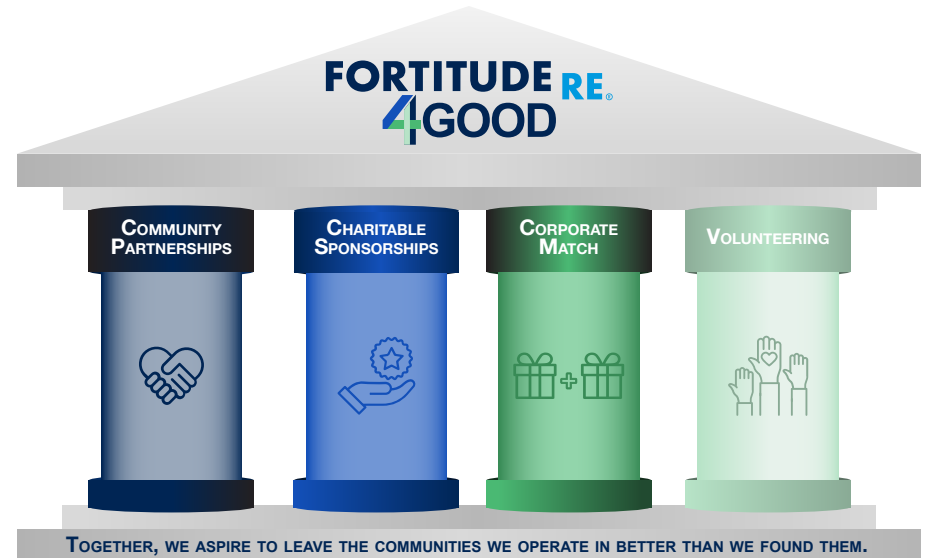 FORTITUDE RE®
4GOOD
COMMUNITY
PARTNERSHIPS
CHARITABLE
SPONSORSHIPS
CORPORATE
MATCH
VOLUNTEERING
TOGETHER, WE ASPIRE TO LEAVE THE COMMUNITIES WE OPERATE IN BETTER THAN WE FOUND THEM.